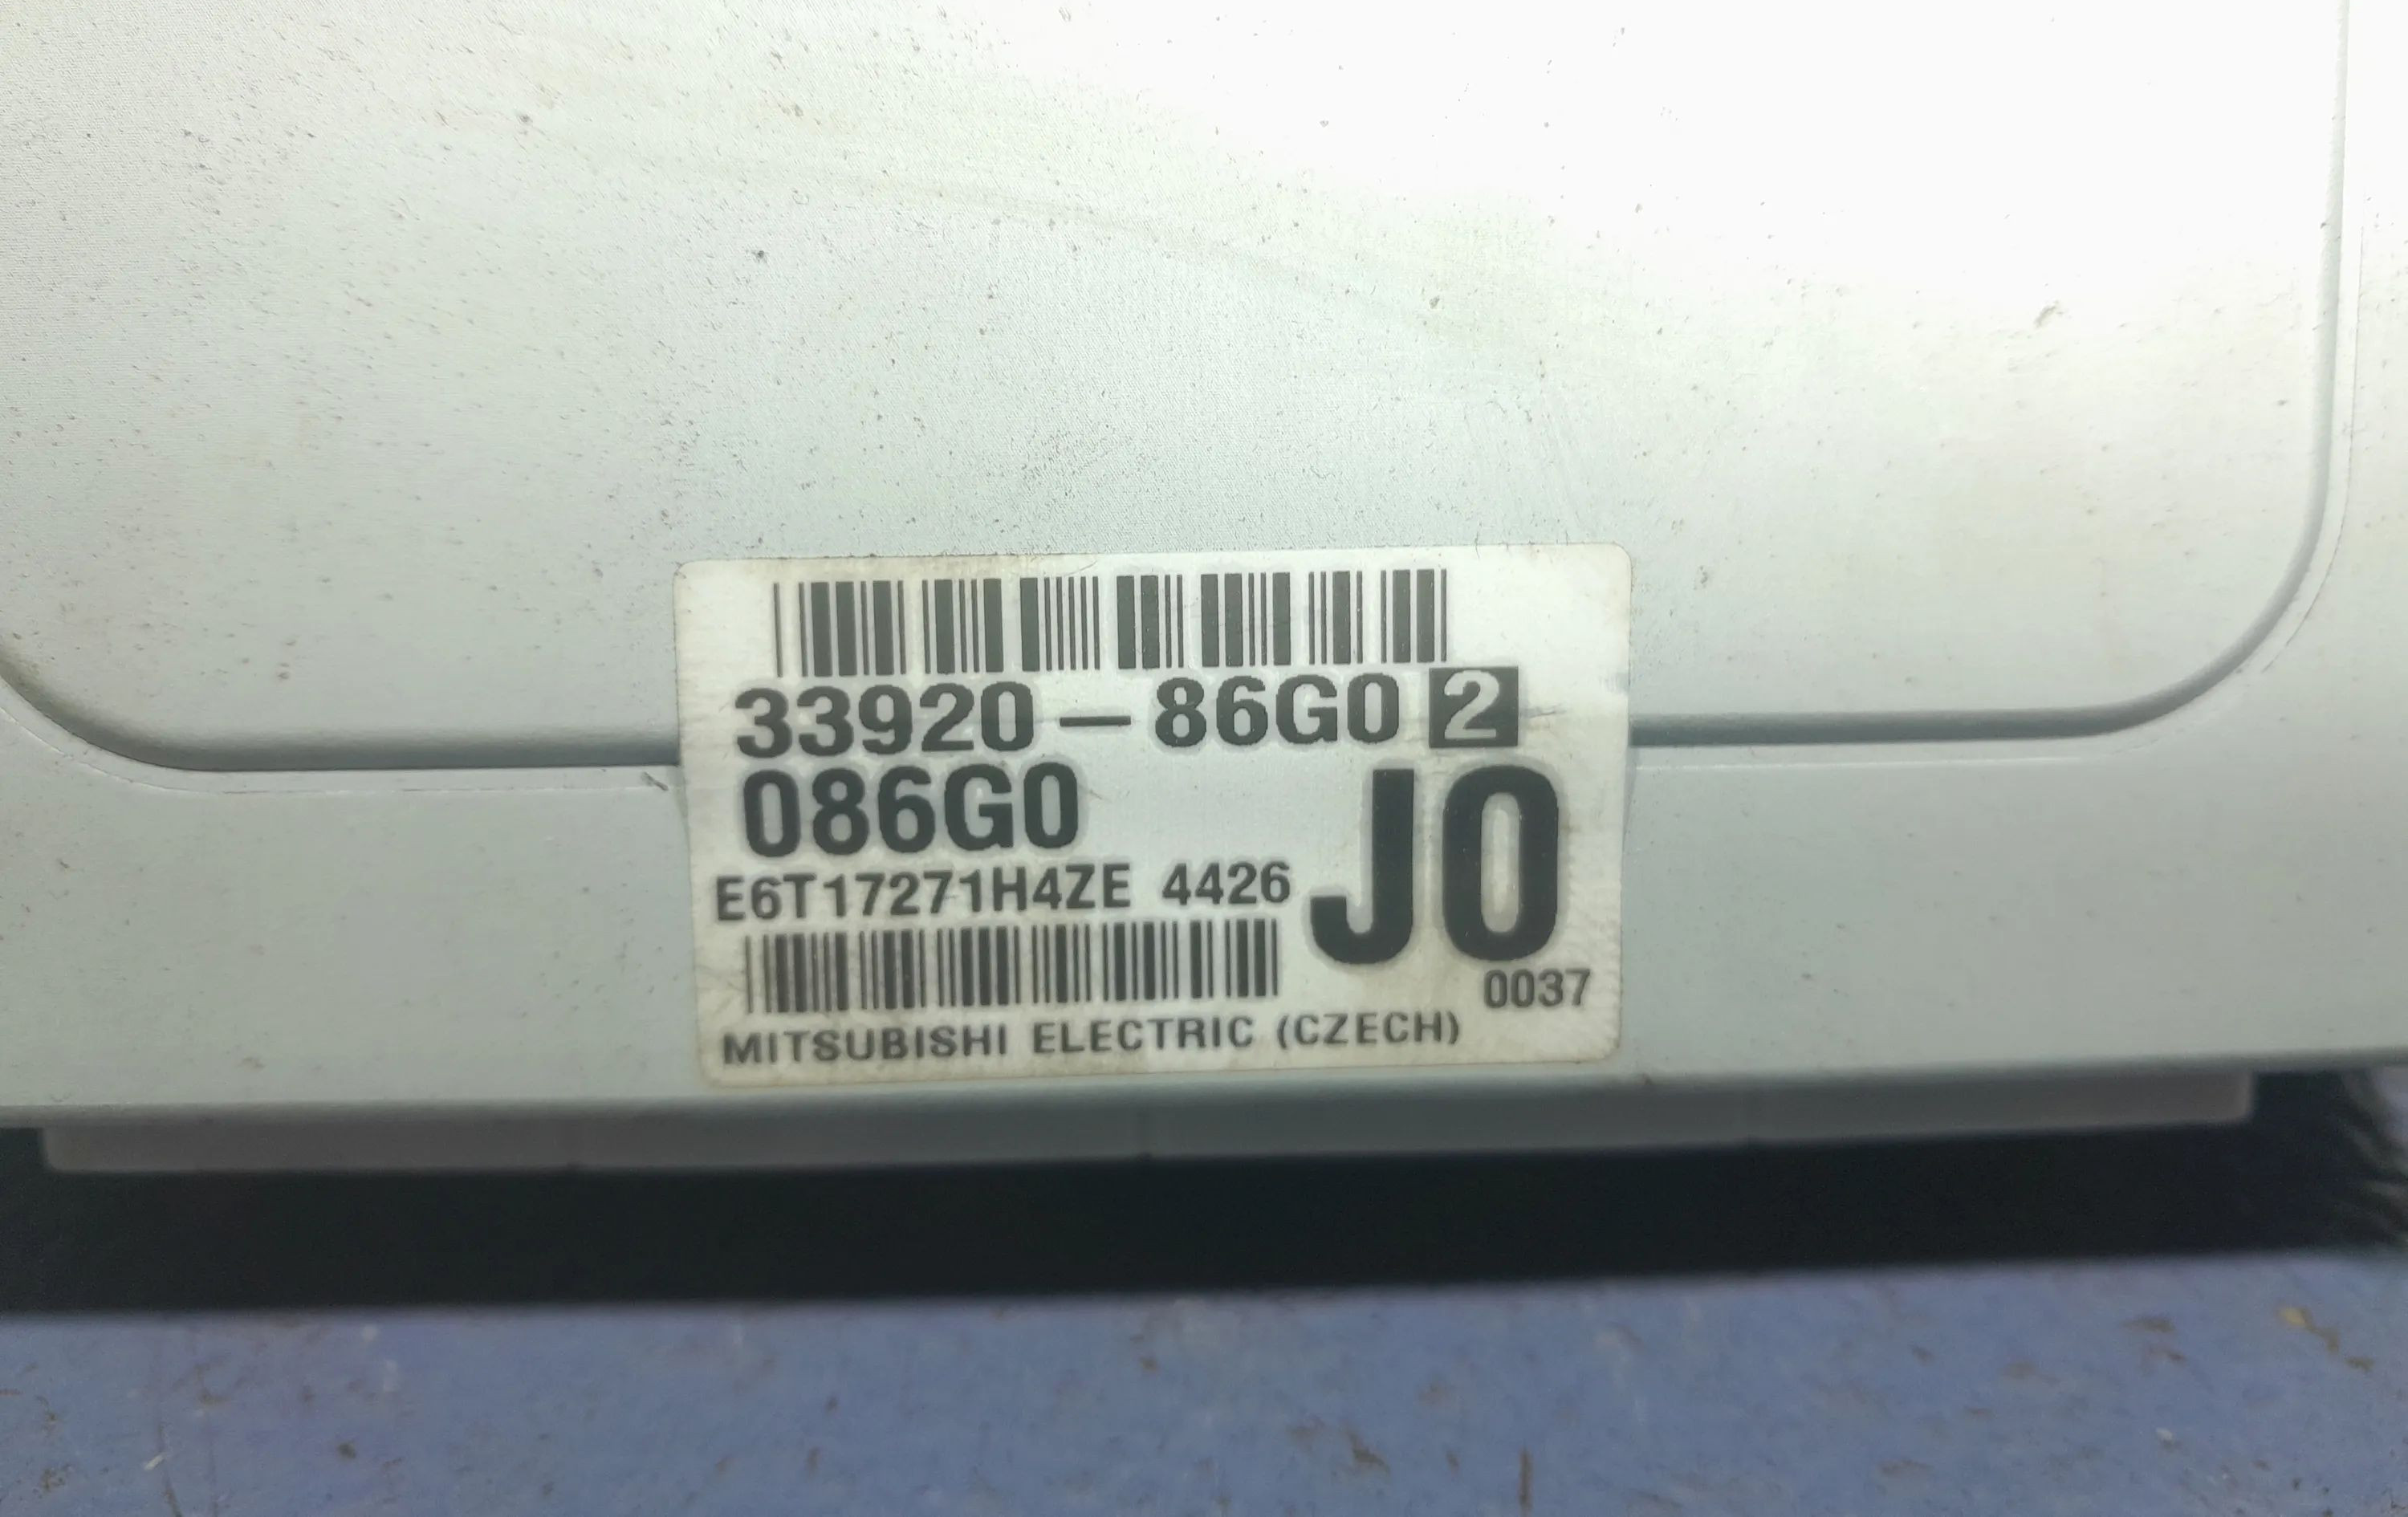 33920-86G0 2
086G0
J0
E6T17271H4ZE 4426
0037
MITSUBISHI ELECTRIC (CZECH)